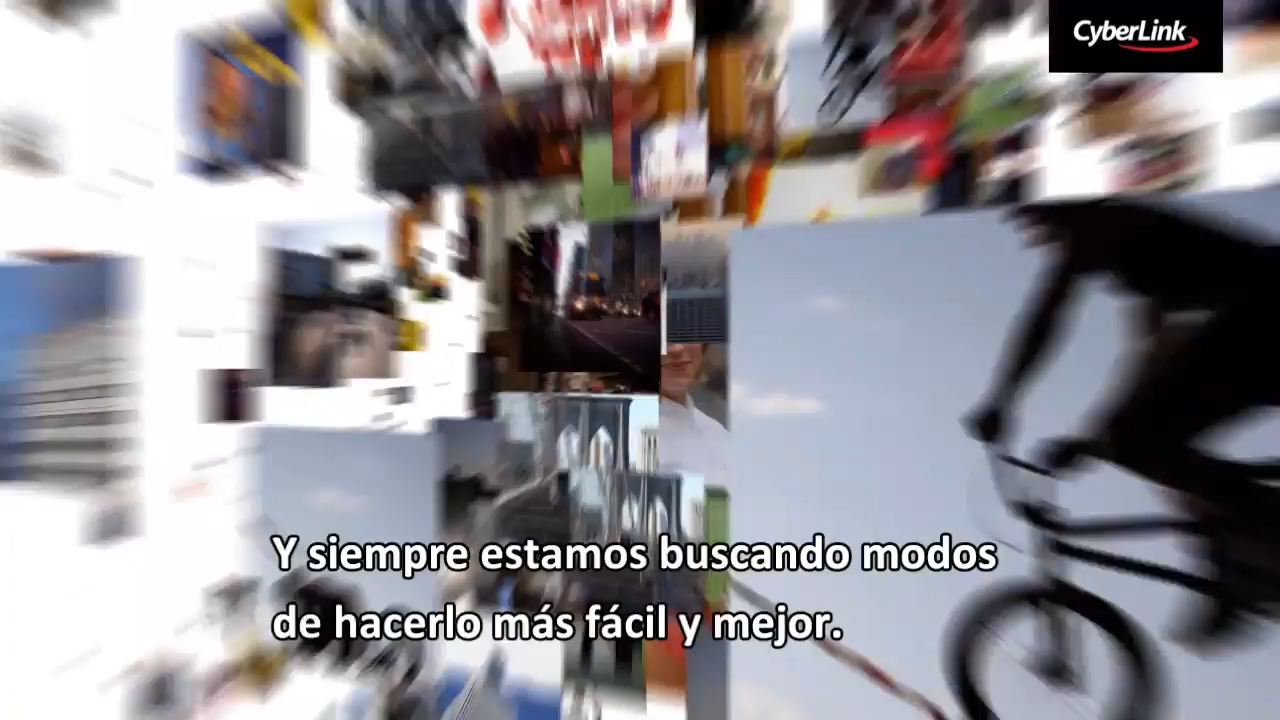 CyberLink
Y siempre estamos buscando modos
de hacerlo más fácil y mejor.